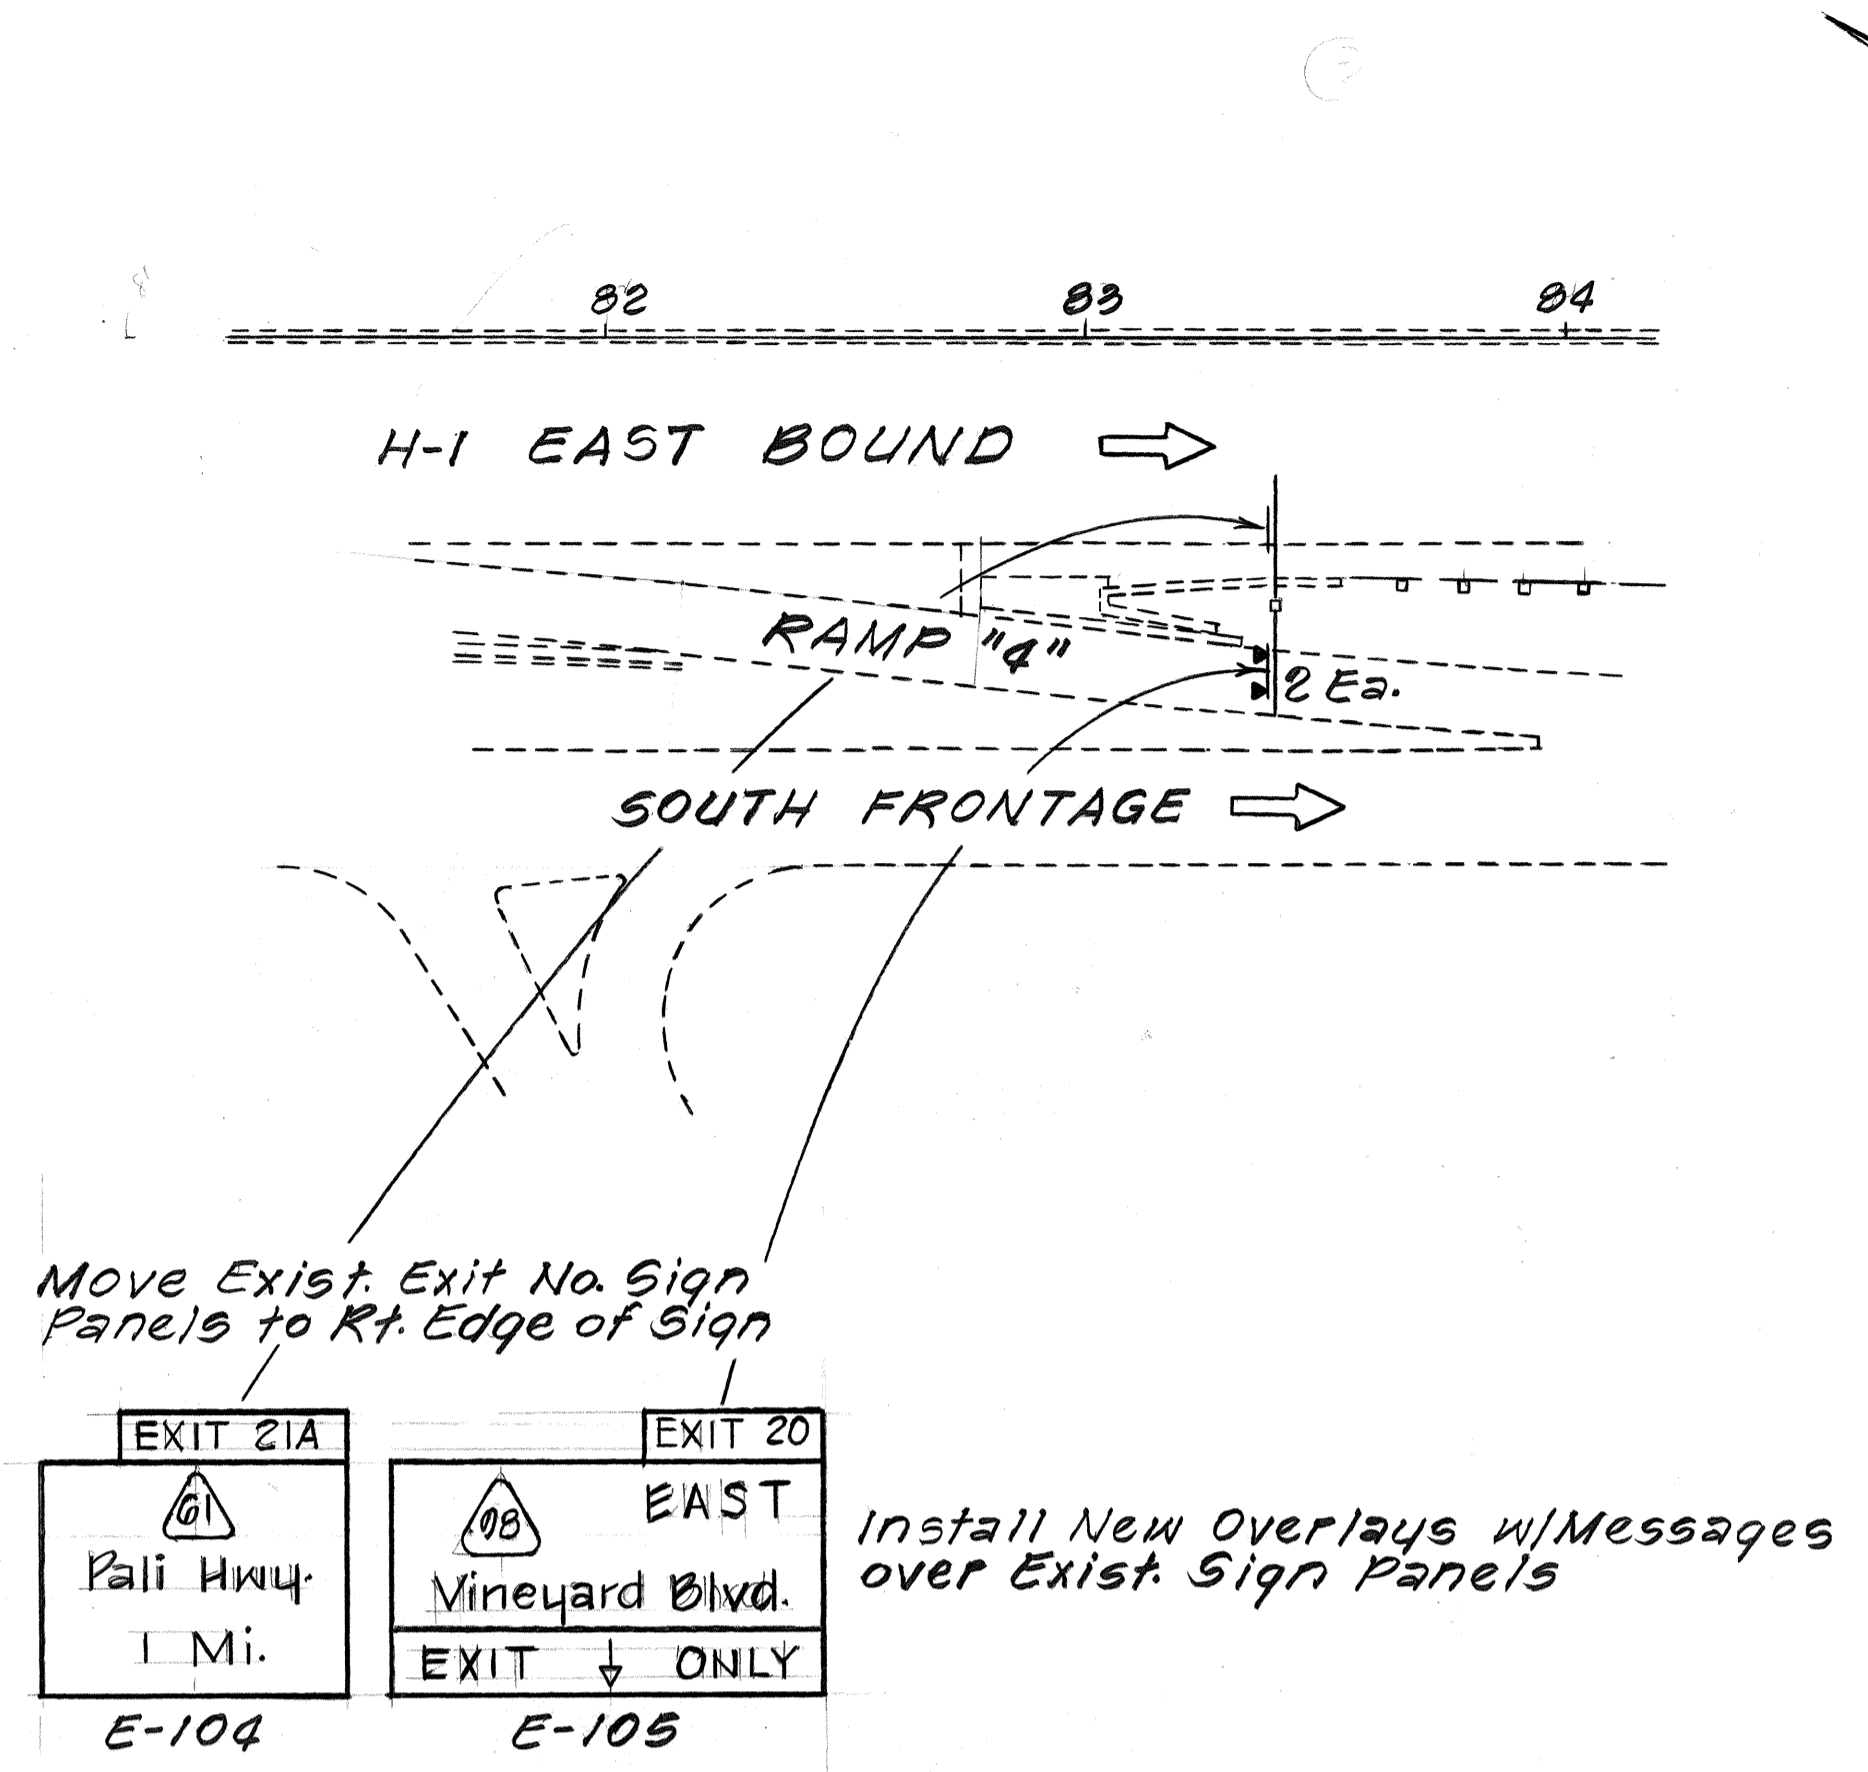 82 83 84
H-1 EAST BOUND
RAMP "4"
2 Ea.
SOUTH FRONTAGE
Move Exist. Exit No. Sign
Panels to Rt. Edge of Sign
EXIT 21A
61
Pali Hwy.
1 Mi.
E-104
EXIT 20
98 EAST
Vineyard Blvd.
EXIT ONLY
E-105
Install New Overlays w/Messages
over Exist. Sign Panels